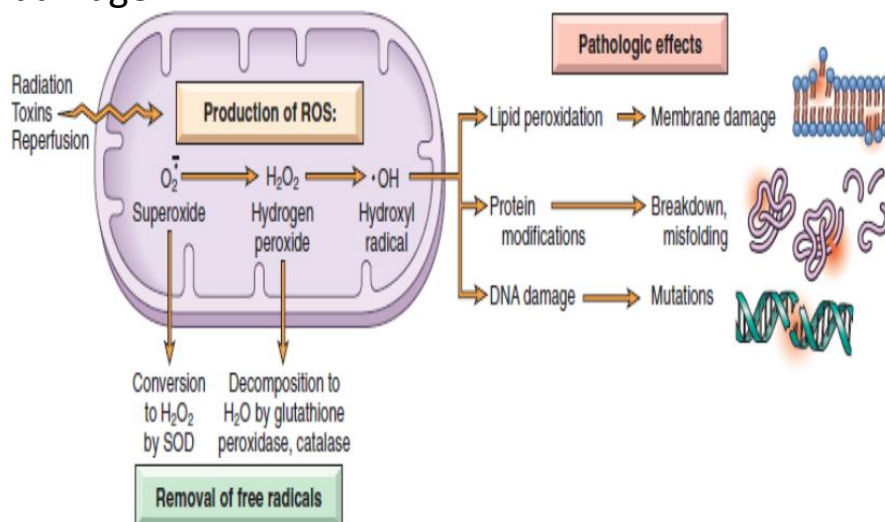 Pathologic effects
Radiation
Toxins
Reperfusion
Production of ROS:
O₂⨪
H₂O₂
•OH
Superoxide
Hydrogen
peroxide
Hydroxyl
radical
Lipid peroxidation
Membrane damage
Protein
modifications
Breakdown,
misfolding
DNA damage
Mutations
Conversion
to H₂O₂
by SOD
Decomposition to
H₂O by glutathione
peroxidase, catalase
Removal of free radicals